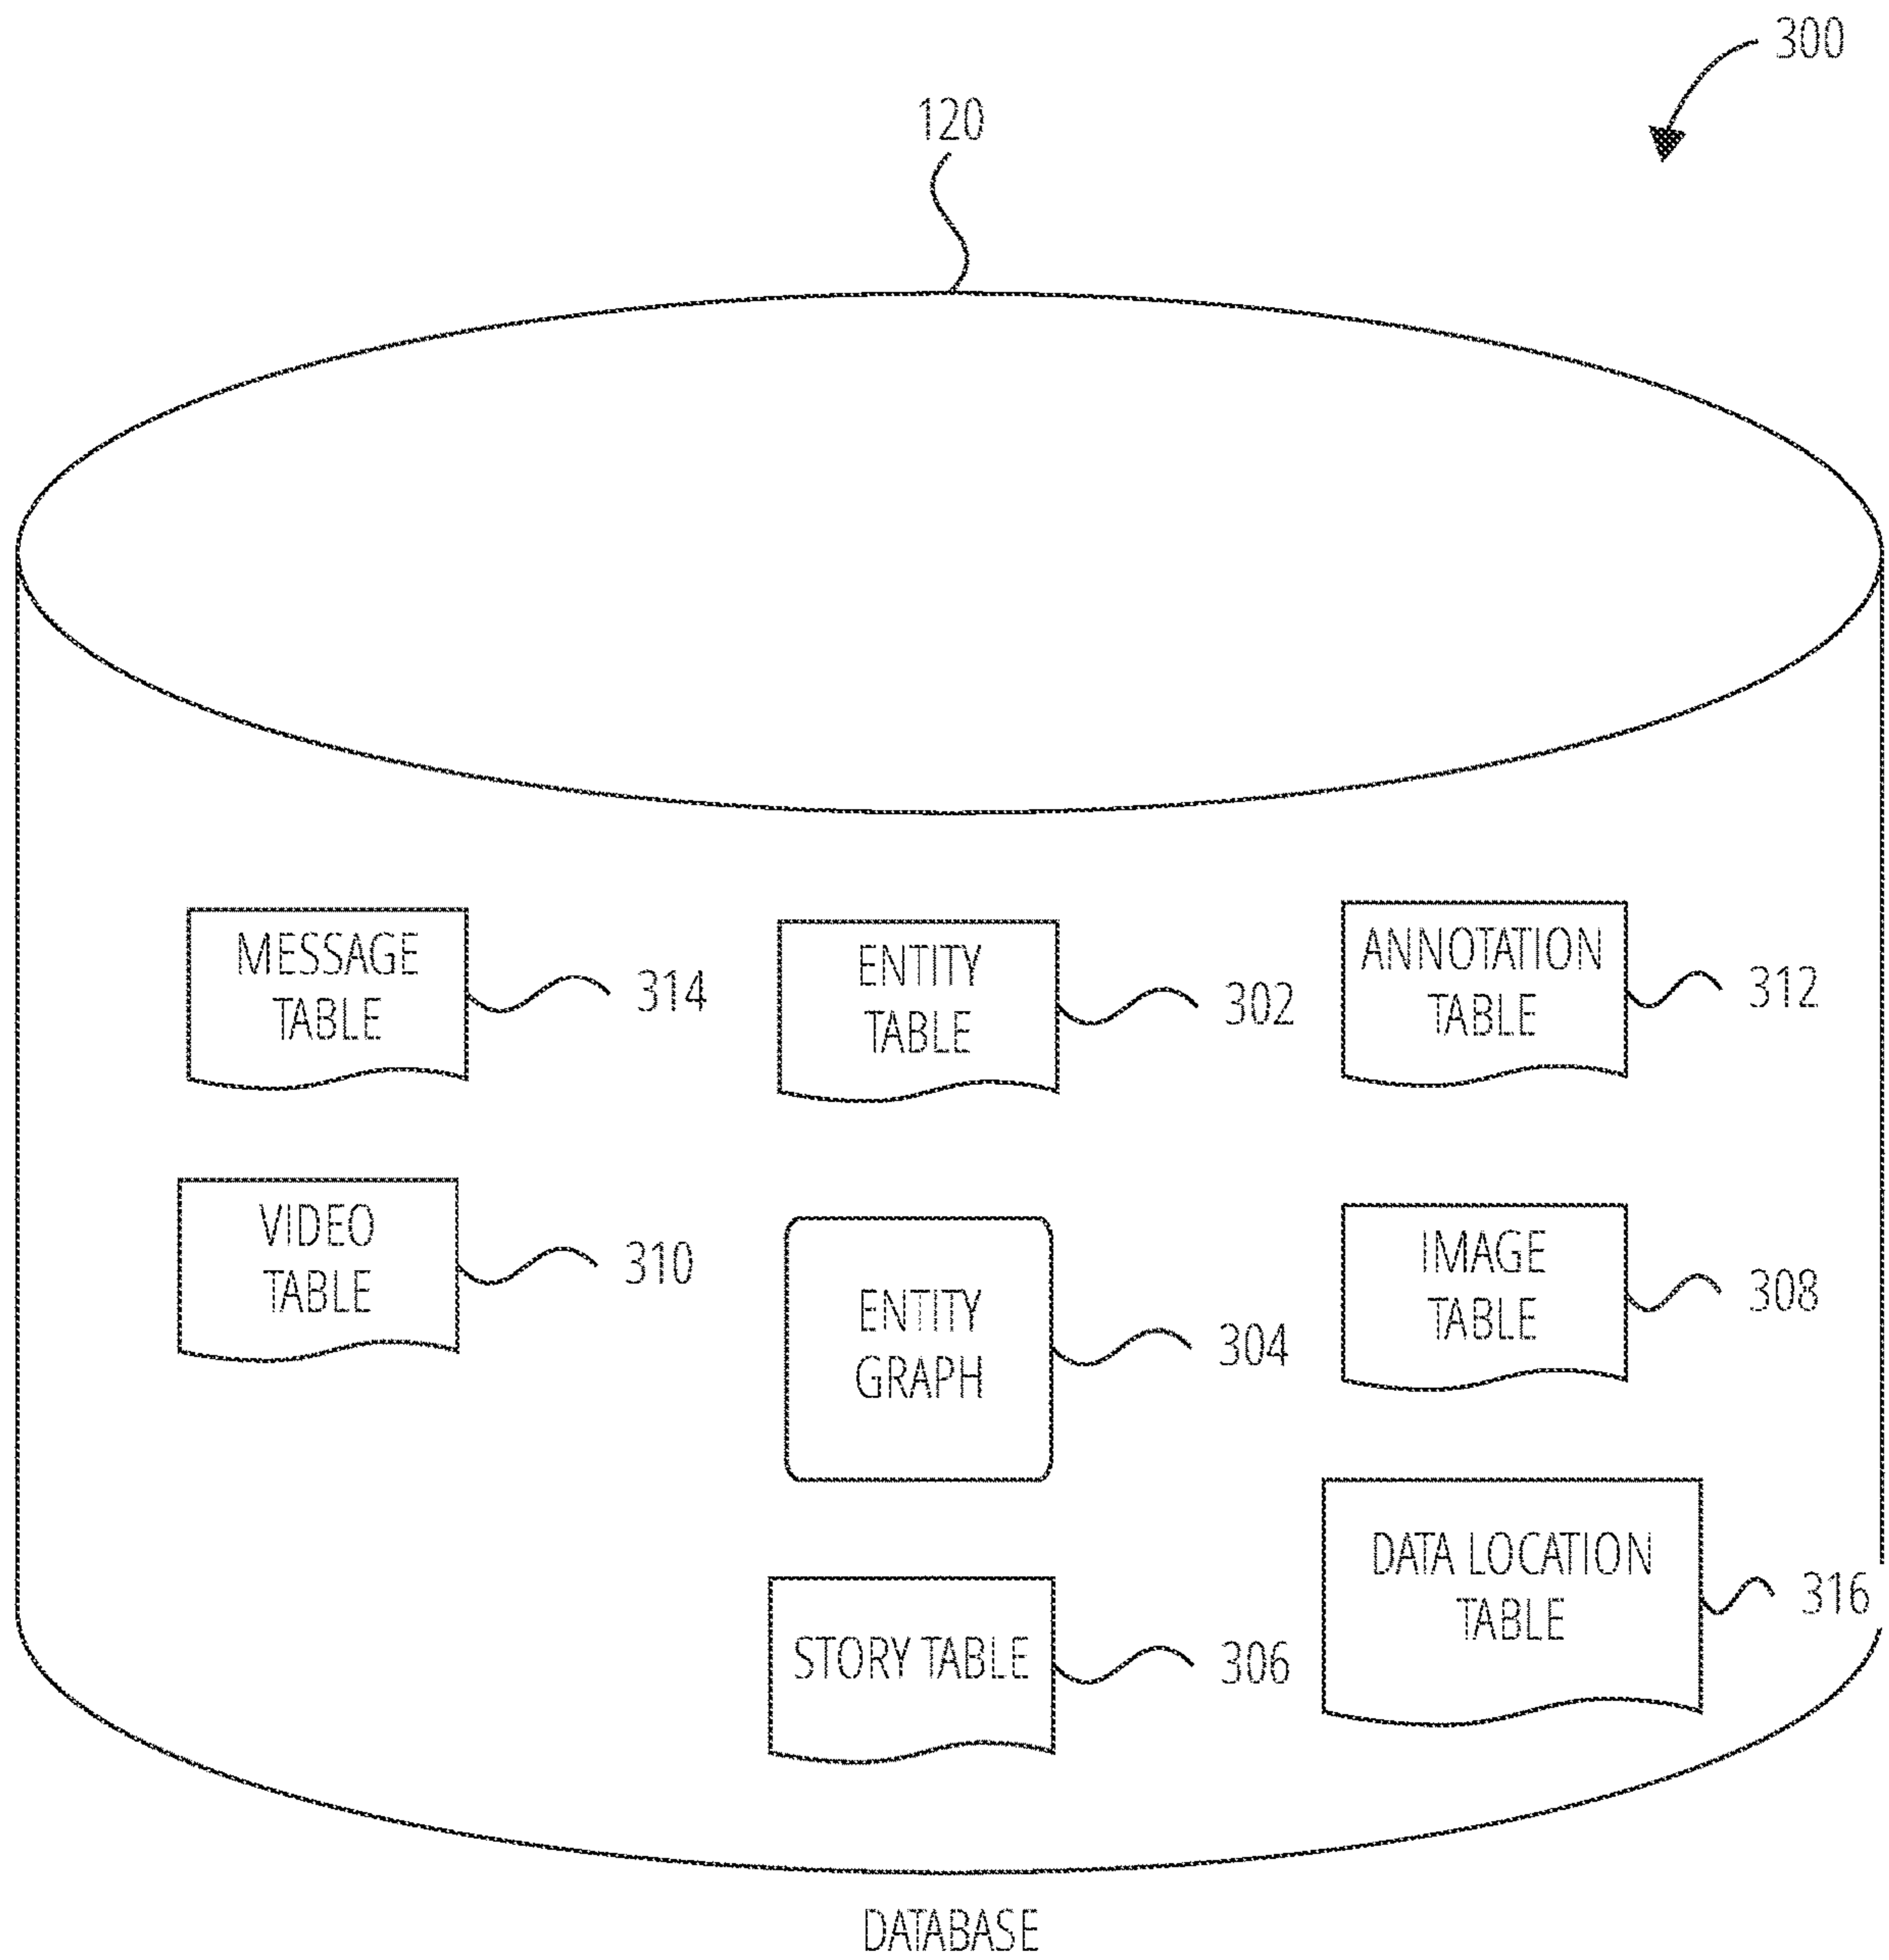 300
120
MESSAGE
TABLE
314
ENTITY
TABLE
302
ANNOTATION
TABLE
312
VIDEO
TABLE
310
ENTITY
GRAPH
304
IMAGE
TABLE
308
STORY TABLE
306
DATA LOCATION
TABLE
316
DATABASE